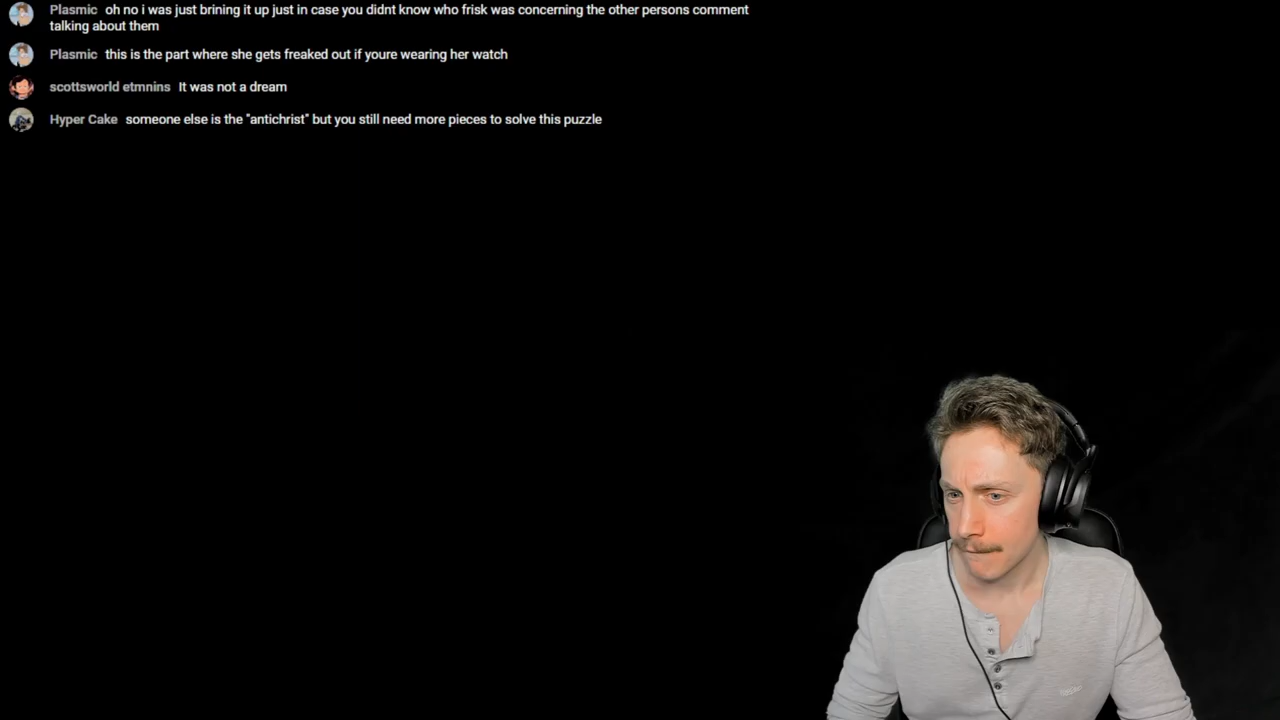 Plasmic oh no i was just brining it up just in case you didnt know who frisk was concerning the other persons comment
talking about them
Plasmic this is the part where she gets freaked out if youre wearing her watch
scottsworld etmnins It was not a dream
Hyper Cake someone else is the "antichrist" but you still need more pieces to solve this puzzle